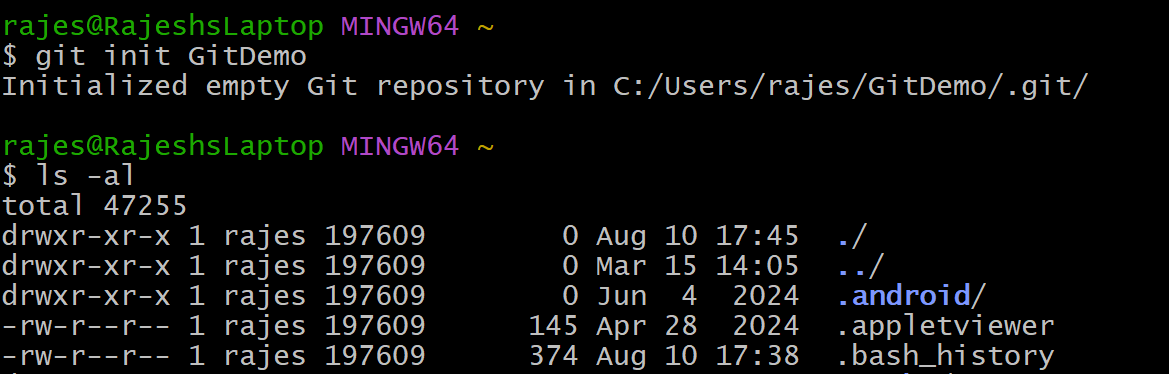 rajes@RajeshsLaptop MINGW64 ~
$ git init GitDemo
Initialized empty Git repository in C:/Users/rajes/GitDemo/.git/
rajes@RajeshsLaptop MINGW64 ~
$ ls -al
total 47255
drwxr-xr-x 1 rajes 197609        0 Aug 10 17:45  ./
drwxr-xr-x 1 rajes 197609        0 Mar 15 14:05  ../
drwxr-xr-x 1 rajes 197609        0 Jun  4  2024  .android/
-rw-r--r-- 1 rajes 197609      145 Apr 28  2024  .appletviewer
-rw-r--r-- 1 rajes 197609      374 Aug 10 17:38  .bash_history